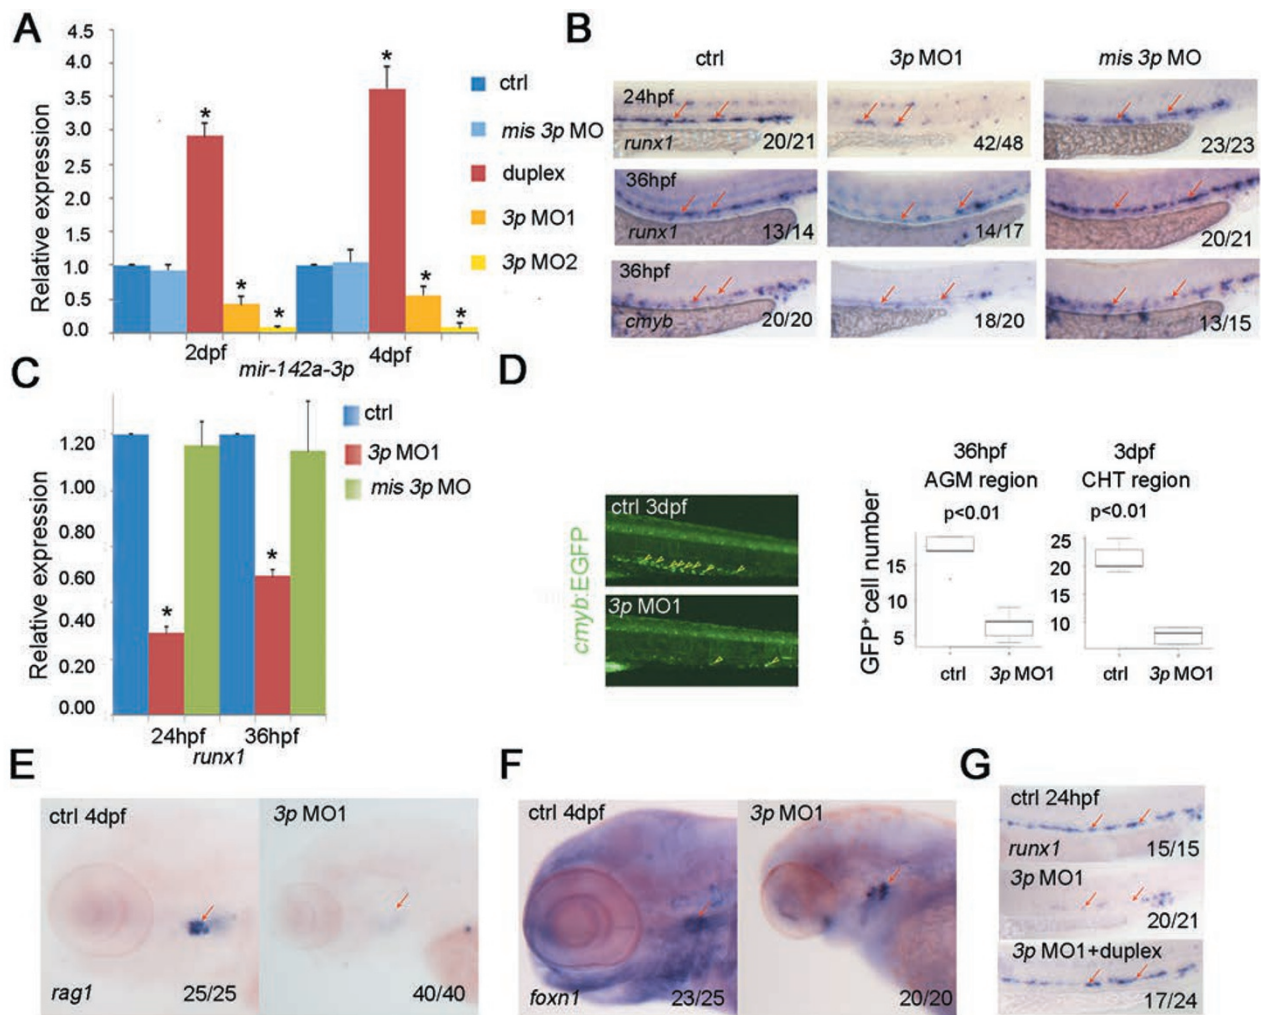 A
4.5
4.0
3.5
3.0
2.5
2.0
1.5
1.0
0.5
0.0
Relative expression
* * * * * *
2dpf 4dpf
mir-142a-3p
ctrl
mis 3p MO
duplex
3p MO1
3p MO2
B
ctrl 3p MO1 mis 3p MO
24hpf
runx1 20/21 42/48 23/23
36hpf
runx1 13/14 14/17 20/21
36hpf
cmyb 20/20 18/20 13/15
C
1.20
1.00
0.60
0.40
0.20
0.00
Relative expression
* *
24hpf 36hpf
runx1
ctrl
3p MO1
mis 3p MO
D
cmyb:EGFP
ctrl 3dpf
3p MO1
GFP+ cell number
36hpf
AGM region
p<0.01
15
10
5
ctrl 3p MO1
3dpf
CHT region
p<0.01
25
20
10
ctrl 3p MO1
E
ctrl 4dpf 3p MO1
rag1 25/25 40/40
F
ctrl 4dpf 3p MO1
foxn1 23/25 20/20
G
ctrl 24hpf
runx1 15/15
3p MO1
20/21
3p MO1+duplex
17/24